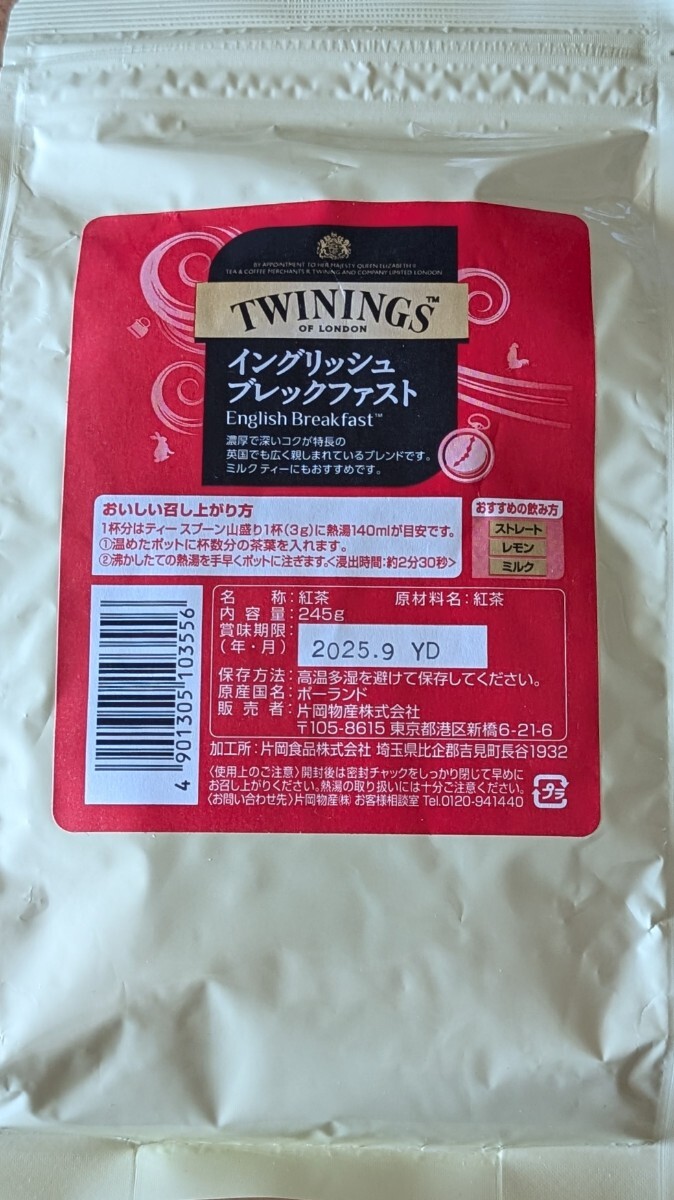 BY APPOINTMENT TO HER MAJESTY QUEEN ELIZABETH II
TEA & COFFEE MERCHANTS R. TWINING AND COMPANY LIMITED LONDON
TWININGS™
OF LONDON
イングリッシュ
ブレックファスト
English Breakfast™
濃厚で深いコクが特長の
英国でも広く親しまれているブレンドです。
ミルクティーにもおすすめです。
おいしい召し上がり方
1杯分はティースプーン山盛り1杯(3g)に熱湯140mlが目安です。
①温めたポットに杯数分の茶葉を入れます。
②沸かしたての熱湯を手早くポットに注ぎます。<浸出時間:約2分30秒>
おすすめの飲み方
ストレート
レモン
ミルク
名称:紅茶 原材料名:紅茶
内容量:245g
賞味期限:
(年・月)
2025.9 YD
保存方法:高温多湿を避けて保存してください。
原産国名:ポーランド
販売者:片岡物産株式会社
〒105-8615 東京都港区新橋6-21-6
加工所:片岡食品株式会社 埼玉県比企郡吉見町長谷1932
〈使用上のご注意〉開封後は密封チャックをしっかり閉じて早めに
お召し上がりください。熱湯の取り扱いには十分ご注意ください。
〈お問い合わせ先〉片岡物産㈱ お客様相談室 Tel.0120-941440
プラ
4 901305 103556